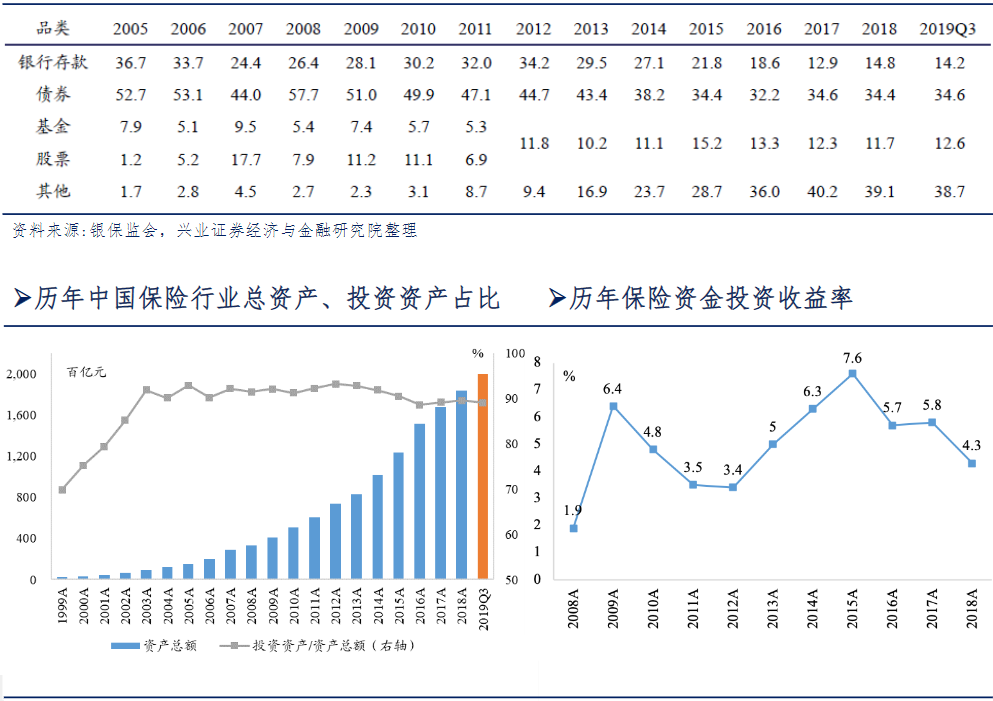 品类 2005 2006 2007 2008 2009 2010 2011 2012 2013 2014 2015 2016 2017 2018 2019Q3
银行存款 36.7 33.7 24.4 26.4 28.1 30.2 32.0 34.2 29.5 27.1 21.8 18.6 12.9 14.8 14.2
债券 52.7 53.1 44.0 57.7 51.0 49.9 47.1 44.7 43.4 38.2 34.4 32.2 34.6 34.4 34.6
基金 7.9 5.1 9.5 5.4 7.4 5.7 5.3
11.8 10.2 11.1 15.2 13.3 12.3 11.7 12.6
股票 1.2 5.2 17.7 7.9 11.2 11.1 6.9
其他 1.7 2.8 4.5 2.7 2.3 3.1 8.7 9.4 16.9 23.7 28.7 36.0 40.2 39.1 38.7
资料来源:银保监会，兴业证券经济与金融研究院整理
➤历年中国保险行业总资产、投资资产占比
百亿元
%
2,000
1,600
1,200
800
400
0
100
90
80
70
60
50
1999A 2000A 2001A 2002A 2003A 2004A 2005A 2006A 2007A 2008A 2009A 2010A 2011A 2012A 2013A 2014A 2015A 2016A 2017A 2018A 2019Q3
资产总额 投资资产/资产总额（右轴）
➤历年保险资金投资收益率
%
8
7
6
5
4
3
2
1
0
1.9 6.4 4.8 3.5 3.4 5 6.3 7.6 5.7 5.8 4.3
2008A 2009A 2010A 2011A 2012A 2013A 2014A 2015A 2016A 2017A 2018A